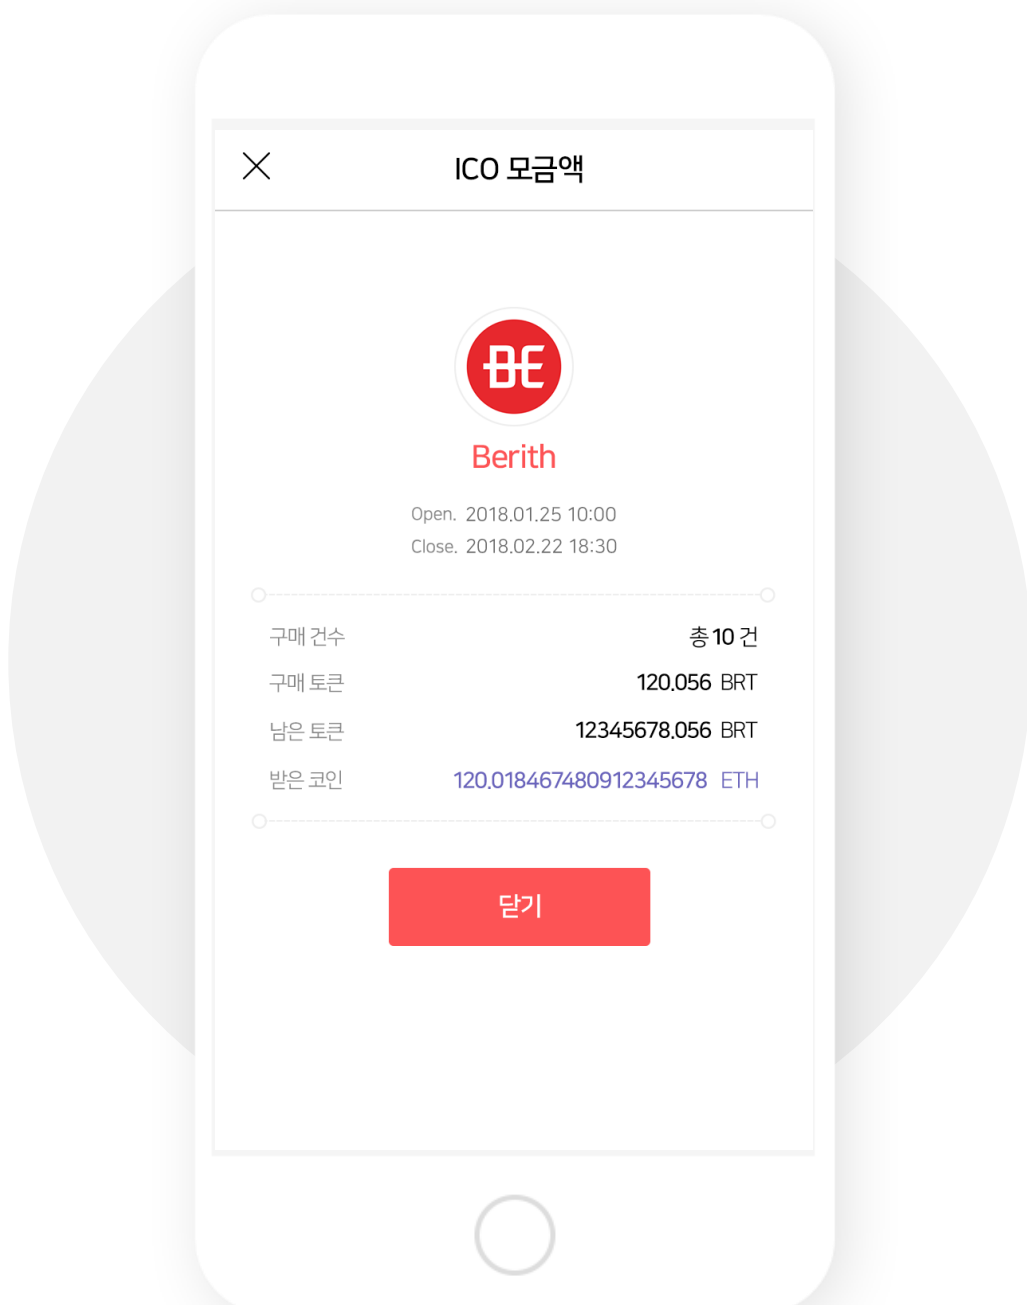 ICO 모금액
BE
Berith
Open. 2018.01.25 10:00
Close. 2018.02.22 18:30
구매 건수 총 10 건
구매 토큰 120.056 BRT
남은 토큰 12345678.056 BRT
받은 코인 120.018467480912345678 ETH
닫기